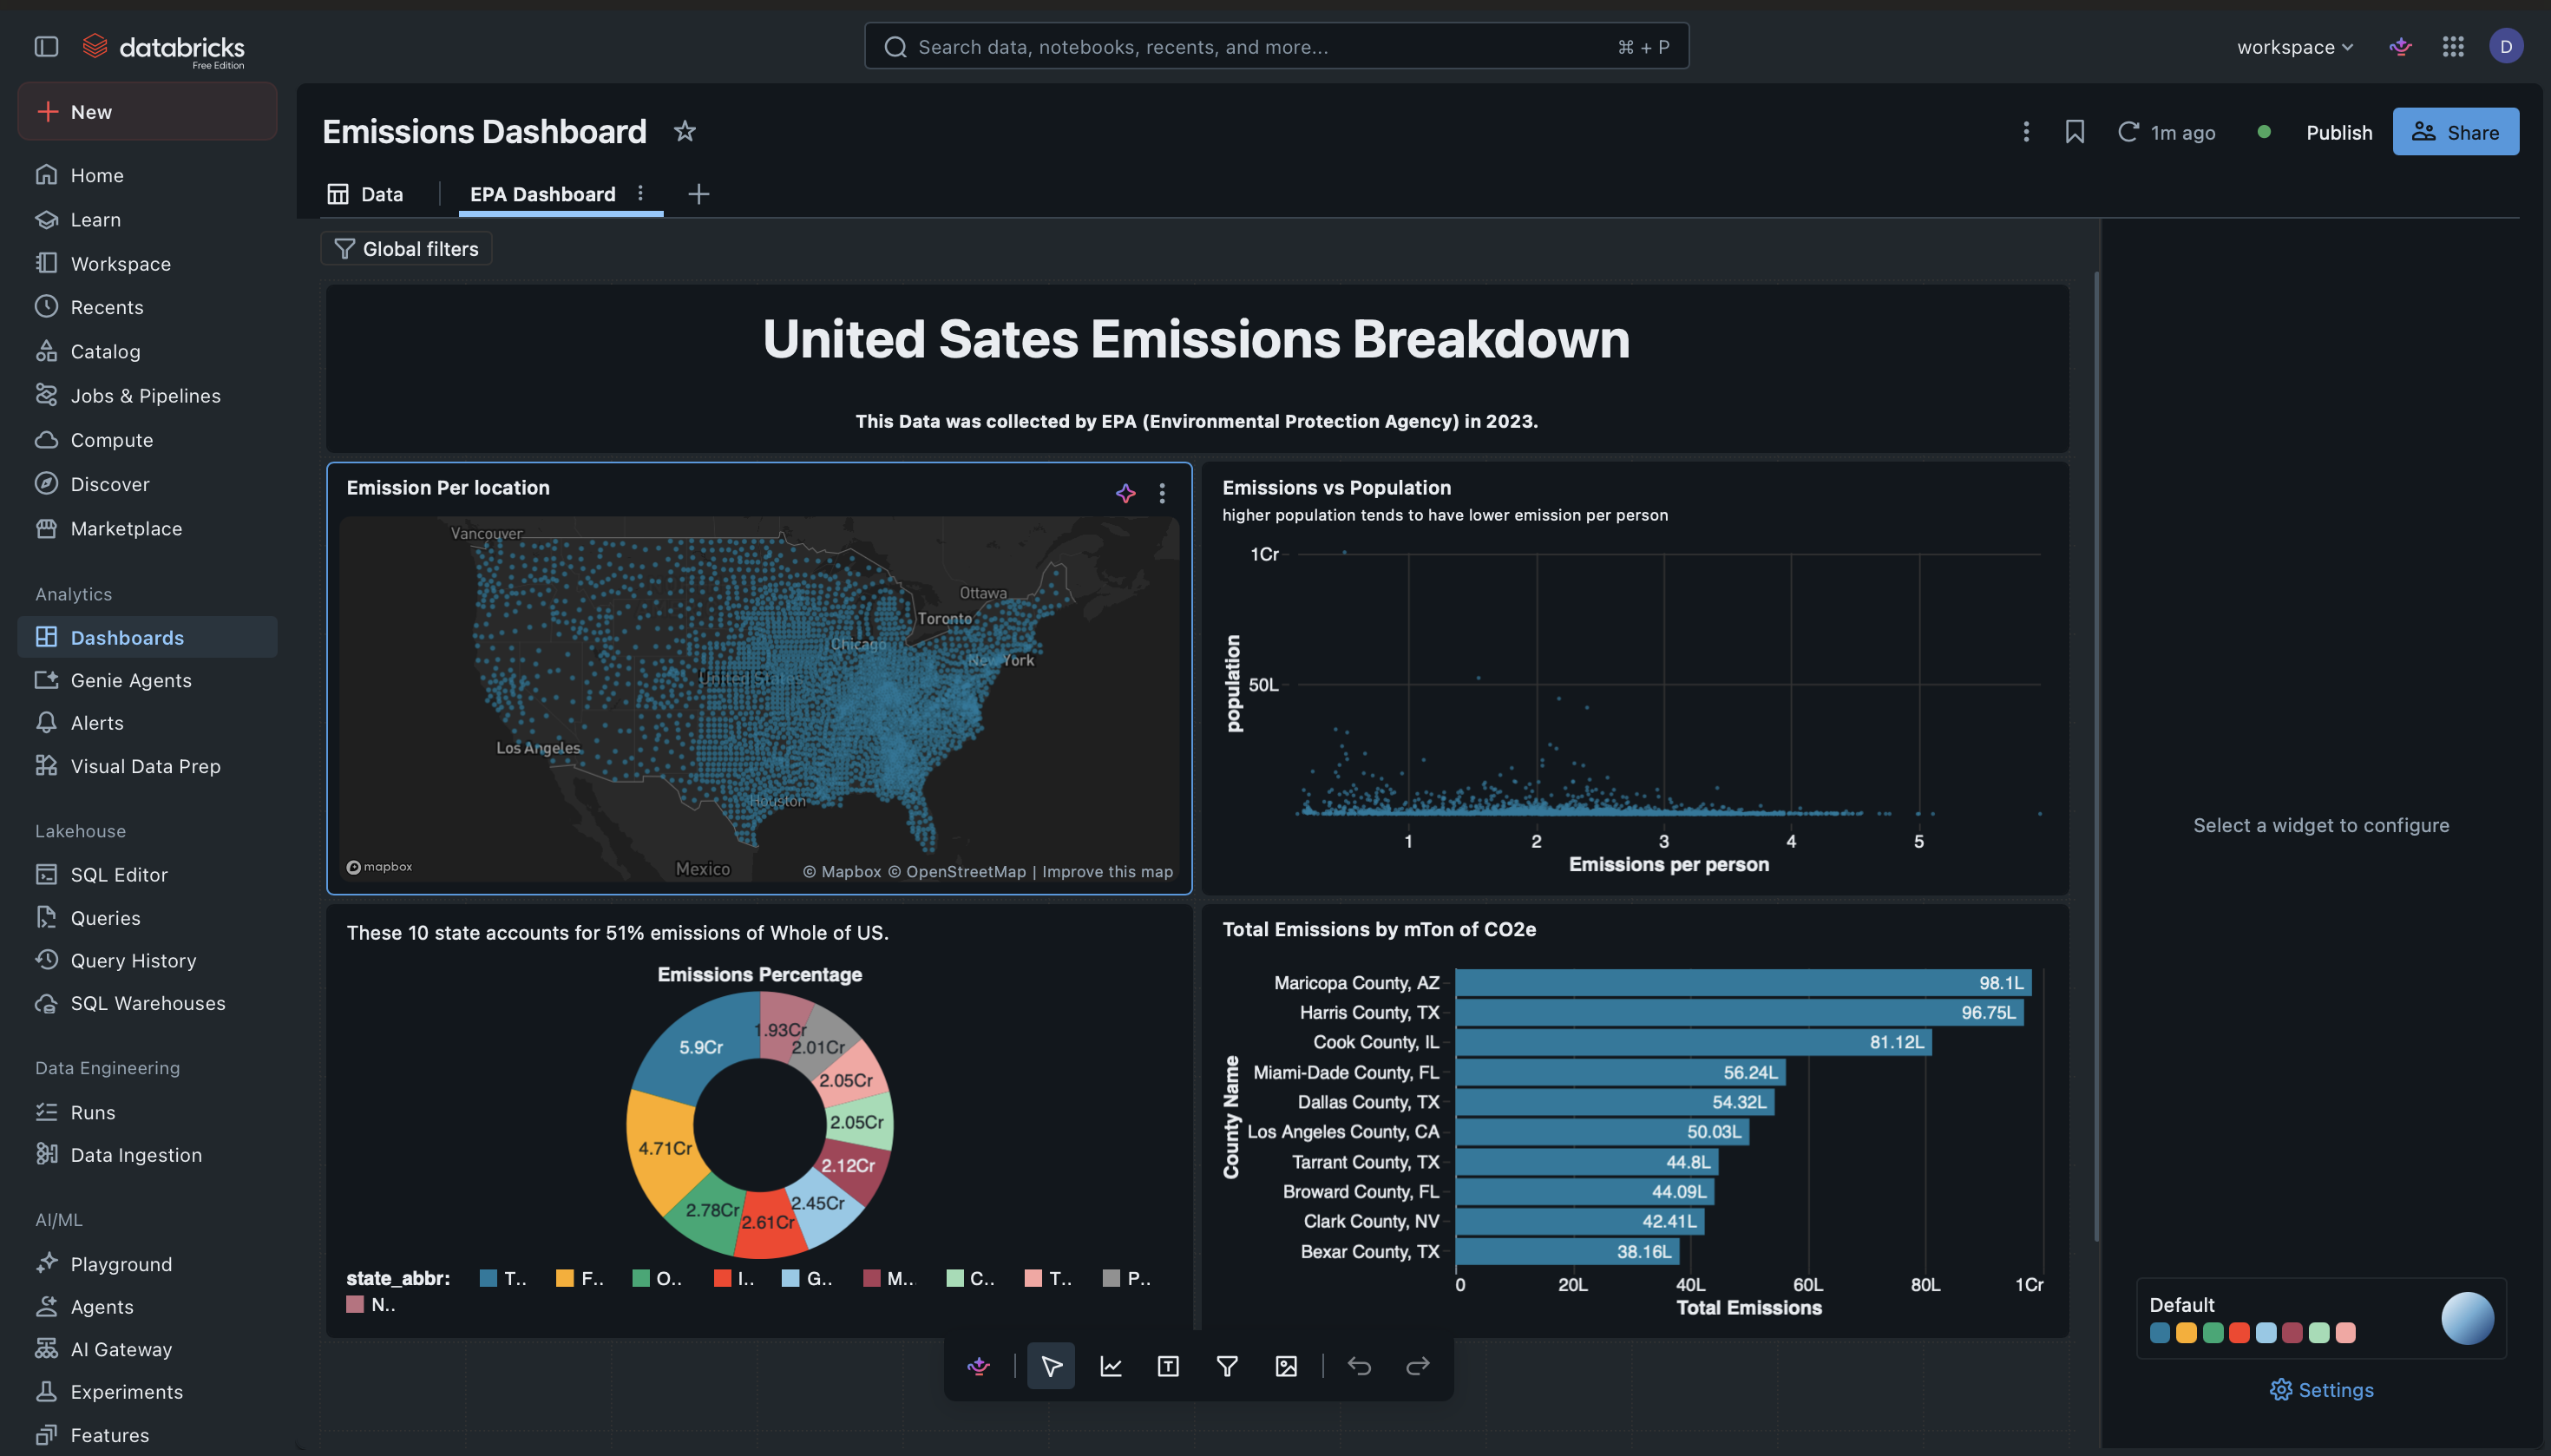 databricks
Free Edition
Search data, notebooks, recents, and more...
⌘ + P
workspace
D
New
Home
Learn
Workspace
Recents
Catalog
Jobs & Pipelines
Compute
Discover
Marketplace
Analytics
Dashboards
Genie Agents
Alerts
Visual Data Prep
Lakehouse
SQL Editor
Queries
Query History
SQL Warehouses
Data Engineering
Runs
Data Ingestion
AI/ML
Playground
Agents
AI Gateway
Experiments
Features
Emissions Dashboard
1m ago
Publish
Share
Data
EPA Dashboard
Global filters
United Sates Emissions Breakdown
This Data was collected by EPA (Environmental Protection Agency) in 2023.
Emission Per location
Vancouver
Ottawa
Toronto
Chicago
New York
United States
Los Angeles
Houston
Mexico
mapbox
© Mapbox © OpenStreetMap | Improve this map
Emissions vs Population
higher population tends to have lower emission per person
1Cr
50L
population
1 2 3 4 5
Emissions per person
These 10 state accounts for 51% emissions of Whole of US.
Emissions Percentage
1.93Cr
2.01Cr
5.9Cr
2.05Cr
2.05Cr
4.71Cr
2.12Cr
2.45Cr
2.78Cr
2.61Cr
state_abbr: T.. F.. O.. I.. G.. M.. C.. T.. P..
N..
Total Emissions by mTon of CO2e
County Name
Maricopa County, AZ 98.1L
Harris County, TX 96.75L
Cook County, IL 81.12L
Miami-Dade County, FL 56.24L
Dallas County, TX 54.32L
Los Angeles County, CA 50.03L
Tarrant County, TX 44.8L
Broward County, FL 44.09L
Clark County, NV 42.41L
Bexar County, TX 38.16L
0 20L 40L 60L 80L 1Cr
Total Emissions
Select a widget to configure
Default
Settings